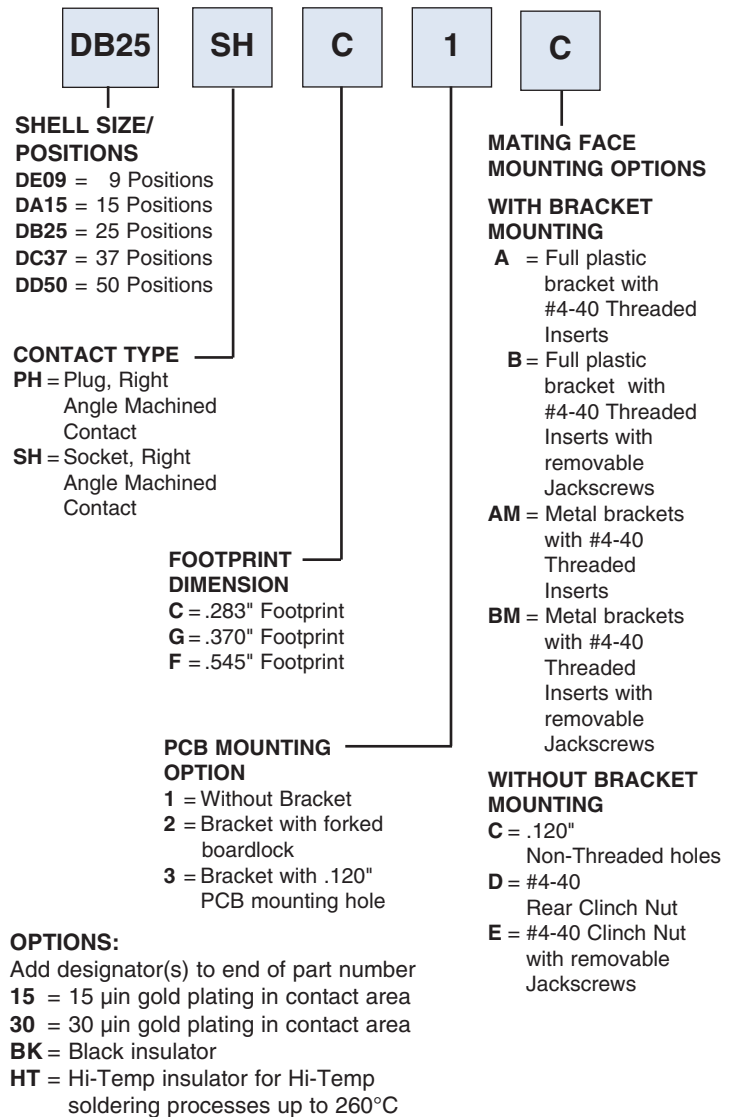 DB25 SH C 1 C
SHELL SIZE/
POSITIONS
DE09 = 9 Positions
DA15 = 15 Positions
DB25 = 25 Positions
DC37 = 37 Positions
DD50 = 50 Positions
CONTACT TYPE
PH = Plug, Right
Angle Machined
Contact
SH = Socket, Right
Angle Machined
Contact
FOOTPRINT
DIMENSION
C = .283" Footprint
G = .370" Footprint
F = .545" Footprint
PCB MOUNTING
OPTION
1 = Without Bracket
2 = Bracket with forked
boardlock
3 = Bracket with .120"
PCB mounting hole
MATING FACE
MOUNTING OPTIONS
WITH BRACKET
MOUNTING
A = Full plastic
bracket with
#4-40 Threaded
Inserts
B = Full plastic
bracket with
#4-40 Threaded
Inserts with
removable
Jackscrews
AM = Metal brackets
with #4-40
Threaded
Inserts
BM = Metal brackets
with #4-40
Threaded
Inserts with
removable
Jackscrews
WITHOUT BRACKET
MOUNTING
C = .120"
Non-Threaded holes
D = #4-40
Rear Clinch Nut
E = #4-40 Clinch Nut
with removable
Jackscrews
OPTIONS:
Add designator(s) to end of part number
15 = 15 µin gold plating in contact area
30 = 30 µin gold plating in contact area
BK = Black insulator
HT = Hi-Temp insulator for Hi-Temp
soldering processes up to 260°C